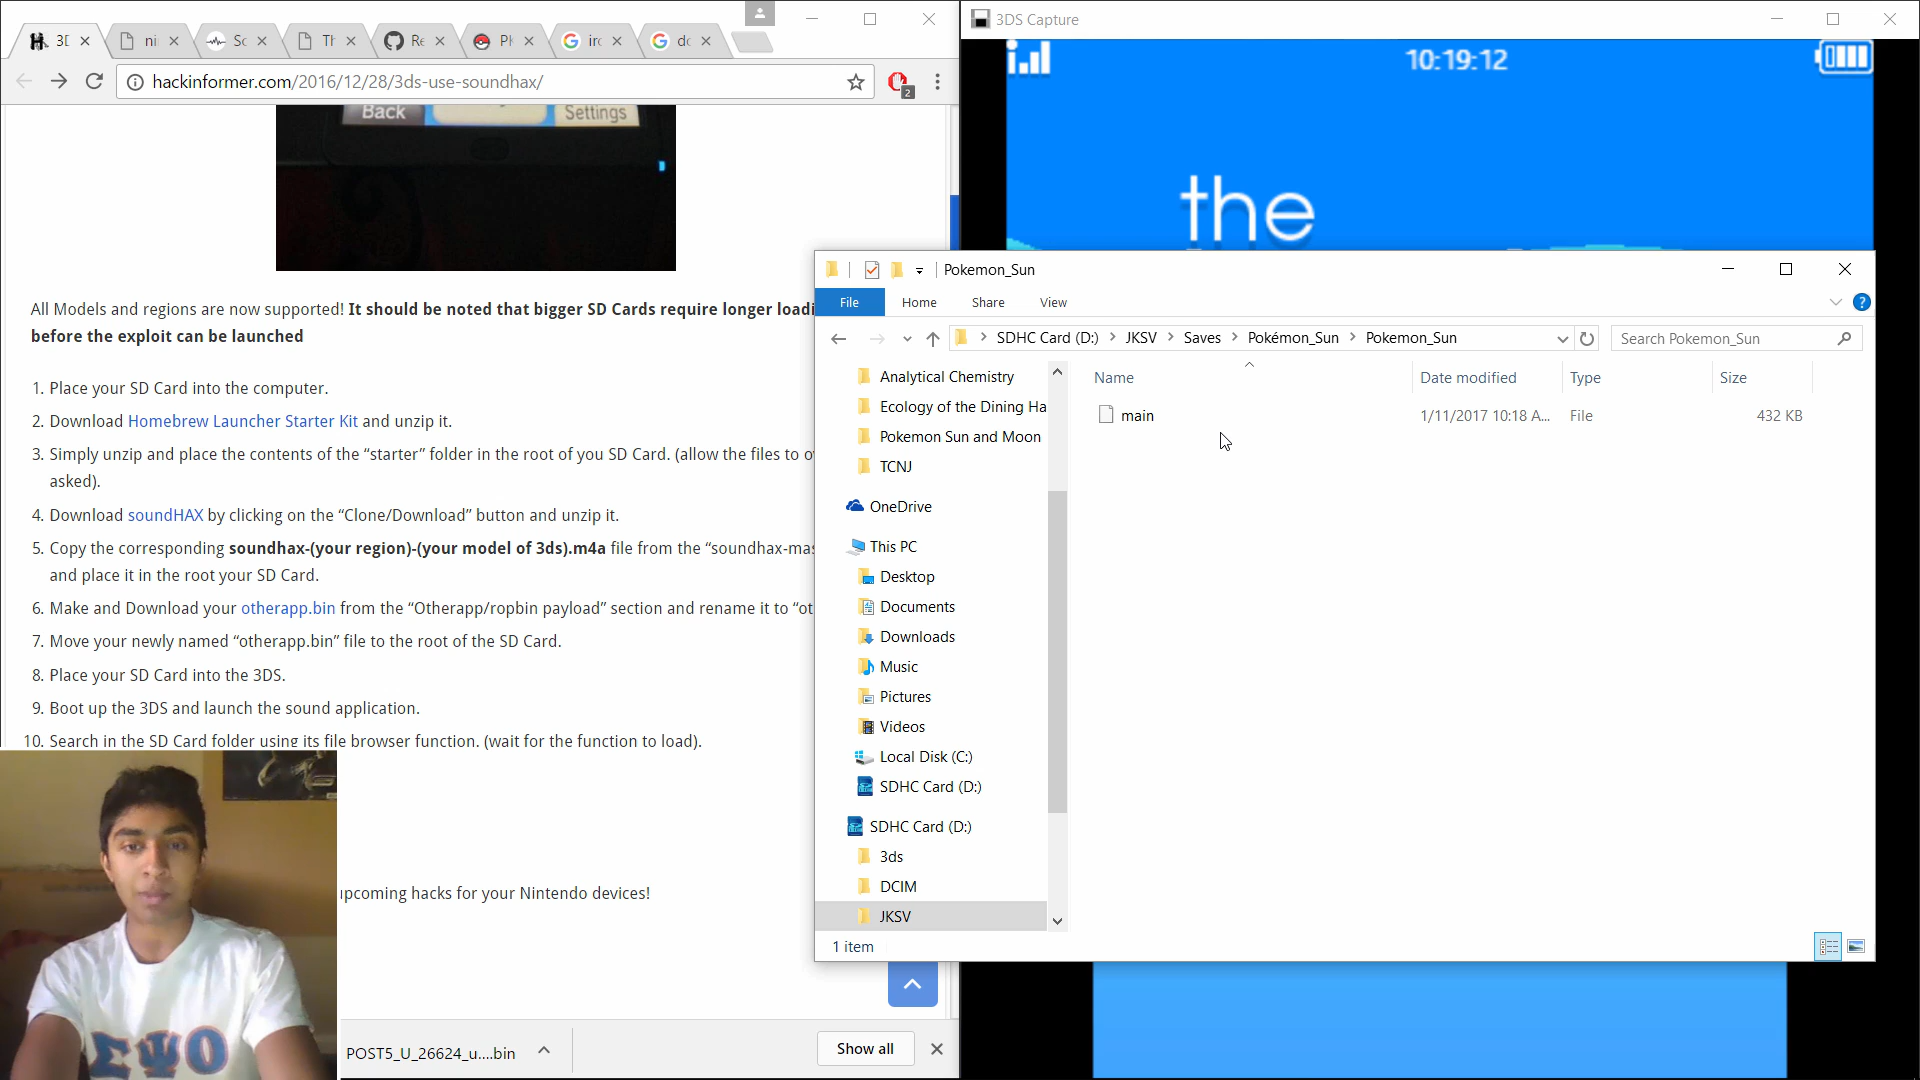 3D
ni
Sc
Th
Re
Pk
irc
dc
hackinformer.com/2016/12/28/3ds-use-soundhax/
2
Back
Settings
All Models and regions are now supported! It should be noted that bigger SD Cards require longer loadi
before the exploit can be launched
1. Place your SD Card into the computer.
2. Download Homebrew Launcher Starter Kit and unzip it.
3. Simply unzip and place the contents of the “starter” folder in the root of you SD Card. (allow the files to o
asked).
4. Download soundHAX by clicking on the “Clone/Download” button and unzip it.
5. Copy the corresponding soundhax-(your region)-(your model of 3ds).m4a file from the “soundhax-mas
and place it in the root your SD Card.
6. Make and Download your otherapp.bin from the “Otherapp/ropbin payload” section and rename it to “ot
7. Move your newly named “otherapp.bin” file to the root of the SD Card.
8. Place your SD Card into the 3DS.
9. Boot up the 3DS and launch the sound application.
10. Search in the SD Card folder using its file browser function. (wait for the function to load).
upcoming hacks for your Nintendo devices!
ΣΨΟ
POST5_U_26624_u....bin
Show all
3DS Capture
10:19:12
the
Pokemon_Sun
File
Home
Share
View
SDHC Card (D:)
JKSV
Saves
Pokémon_Sun
Pokemon_Sun
Search Pokemon_Sun
Analytical Chemistry
Ecology of the Dining Ha
Pokemon Sun and Moon
TCNJ
OneDrive
This PC
Desktop
Documents
Downloads
Music
Pictures
Videos
Local Disk (C:)
SDHC Card (D:)
SDHC Card (D:)
3ds
DCIM
JKSV
Name
Date modified
Type
Size
main
1/11/2017 10:18 A...
File
432 KB
1 item